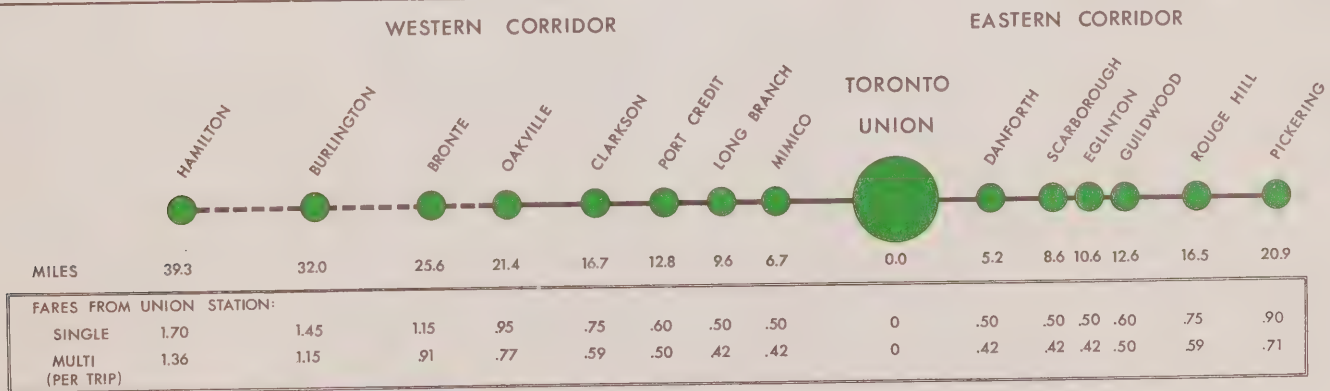 WESTERN CORRIDOR
EASTERN CORRIDOR
HAMILTON
BURLINGTON
BRONTE
OAKVILLE
CLARKSON
PORT CREDIT
LONG BRANCH
MIMICO
TORONTO
UNION
DANFORTH
SCARBOROUGH
EGLINTON
GUILDWOOD
ROUGE HILL
PICKERING
MILES 39.3 32.0 25.6 21.4 16.7 12.8 9.6 6.7 0.0 5.2 8.6 10.6 12.6 16.5 20.9
FARES FROM UNION STATION:
SINGLE 1.70 1.45 1.15 .95 .75 .60 .50 .50 0 .50 .50 .50 .60 .75 .90
MULTI 1.36 1.15 .91 .77 .59 .50 .42 .42 0 .42 .42 .42 .50 .59 .71
(PER TRIP)